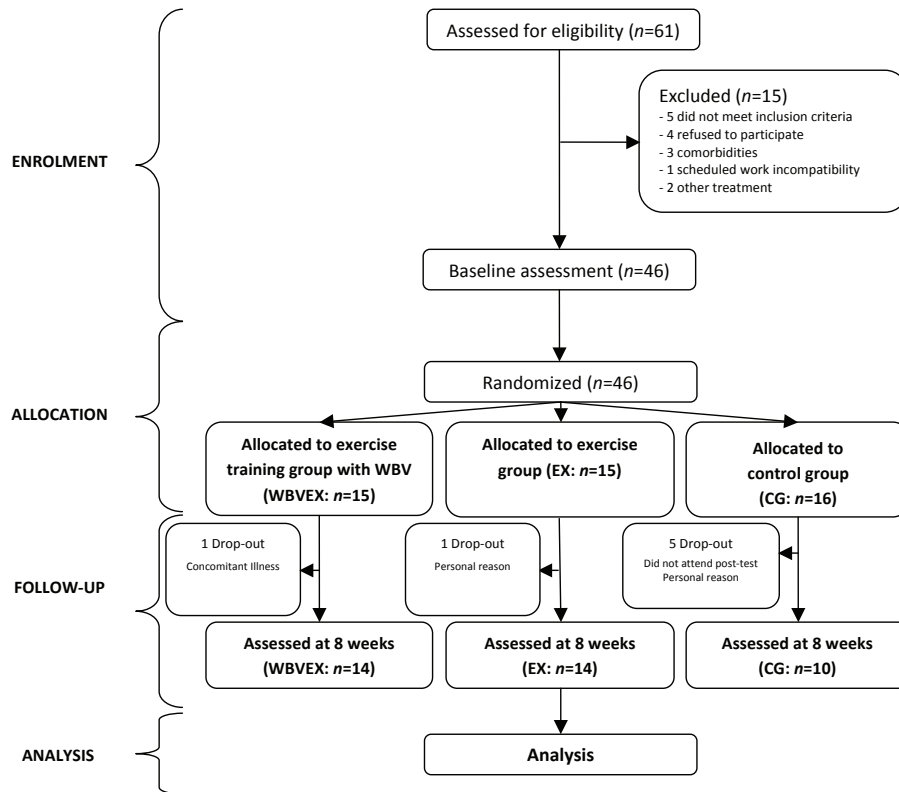 Assessed for eligibility (n=61)
Excluded (n=15)
- 5 did not meet inclusion criteria
- 4 refused to participate
- 3 comorbidities
- 1 scheduled work incompatibility
- 2 other treatment
ENROLMENT
Baseline assessment (n=46)
Randomized (n=46)
ALLOCATION
Allocated to exercise
training group with WBV
(WBVEX: n=15)
Allocated to exercise
group (EX: n=15)
Allocated to
control group
(CG: n=16)
1 Drop-out
Concomitant Illness
1 Drop-out
Personal reason
5 Drop-out
Did not attend post-test
Personal reason
FOLLOW-UP
Assessed at 8 weeks
(WBVEX: n=14)
Assessed at 8 weeks
(EX: n=14)
Assessed at 8 weeks
(CG: n=10)
ANALYSIS
Analysis